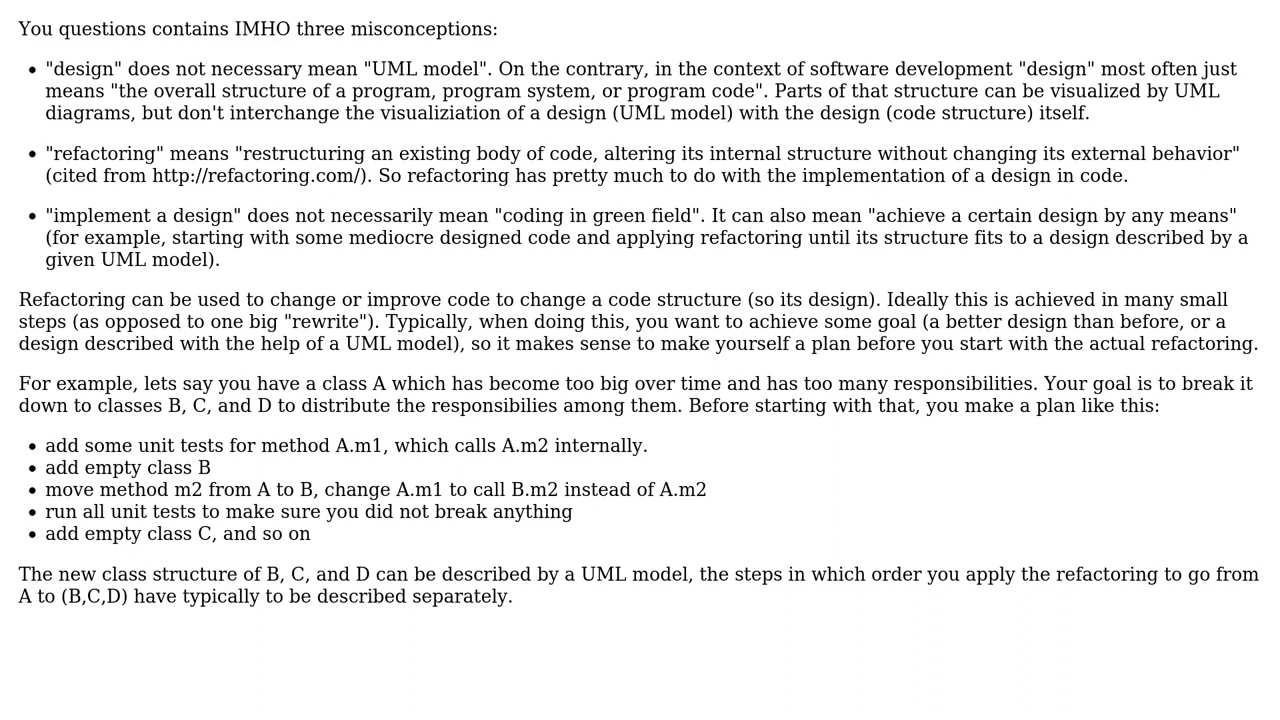 You questions contains IMHO three misconceptions:
• "design" does not necessary mean "UML model". On the contrary, in the context of software development "design" most often just
means "the overall structure of a program, program system, or program code". Parts of that structure can be visualized by UML
diagrams, but don't interchange the visualiziation of a design (UML model) with the design (code structure) itself.
• "refactoring" means "restructuring an existing body of code, altering its internal structure without changing its external behavior"
(cited from http://refactoring.com/). So refactoring has pretty much to do with the implementation of a design in code.
• "implement a design" does not necessarily mean "coding in green field". It can also mean "achieve a certain design by any means"
(for example, starting with some mediocre designed code and applying refactoring until its structure fits to a design described by a
given UML model).
Refactoring can be used to change or improve code to change a code structure (so its design). Ideally this is achieved in many small
steps (as opposed to one big "rewrite"). Typically, when doing this, you want to achieve some goal (a better design than before, or a
design described with the help of a UML model), so it makes sense to make yourself a plan before you start with the actual refactoring.
For example, lets say you have a class A which has become too big over time and has too many responsibilities. Your goal is to break it
down to classes B, C, and D to distribute the responsibilies among them. Before starting with that, you make a plan like this:
• add some unit tests for method A.m1, which calls A.m2 internally.
• add empty class B
• move method m2 from A to B, change A.m1 to call B.m2 instead of A.m2
• run all unit tests to make sure you did not break anything
• add empty class C, and so on
The new class structure of B, C, and D can be described by a UML model, the steps in which order you apply the refactoring to go from
A to (B,C,D) have typically to be described separately.